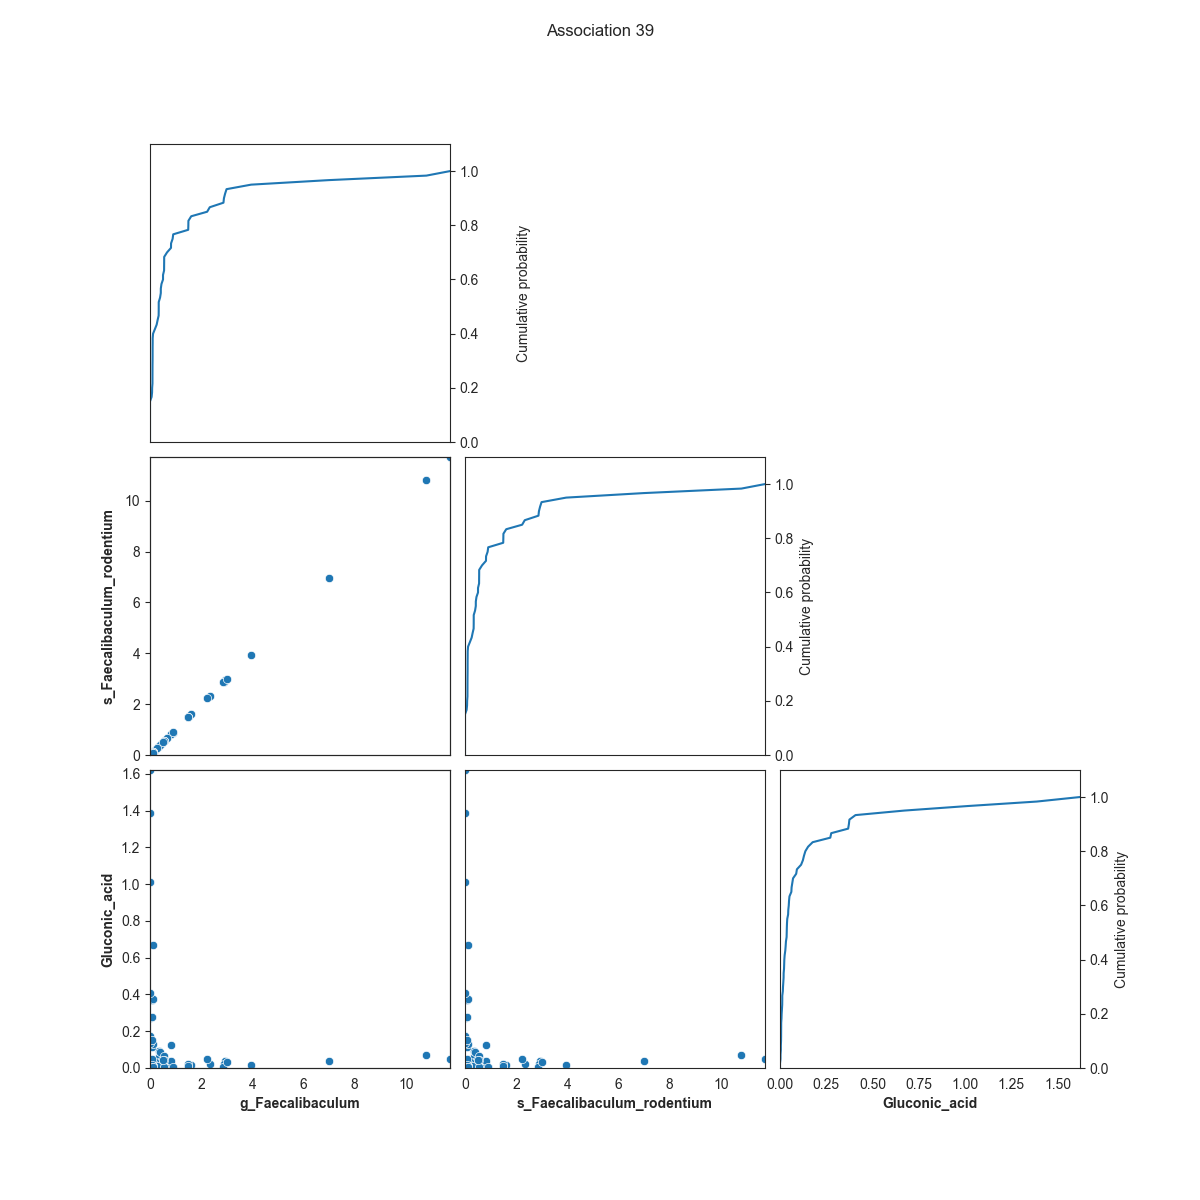 Association 39
1.0
0.8
0.6
0.4
0.2
0.0
Cumulative probability
10
8
6
4
2
0
s_Faecalibaculum_rodentium
1.0
0.8
0.6
0.4
0.2
0.0
Cumulative probability
1.6
1.4
1.2
1.0
0.8
0.6
0.4
0.2
0.0
Gluconic_acid
0 2 4 6 8 10
g_Faecalibaculum
0 2 4 6 8 10
s_Faecalibaculum_rodentium
1.0
0.8
0.6
0.4
0.2
0.0
Cumulative probability
0.00 0.25 0.50 0.75 1.00 1.25 1.50
Gluconic_acid